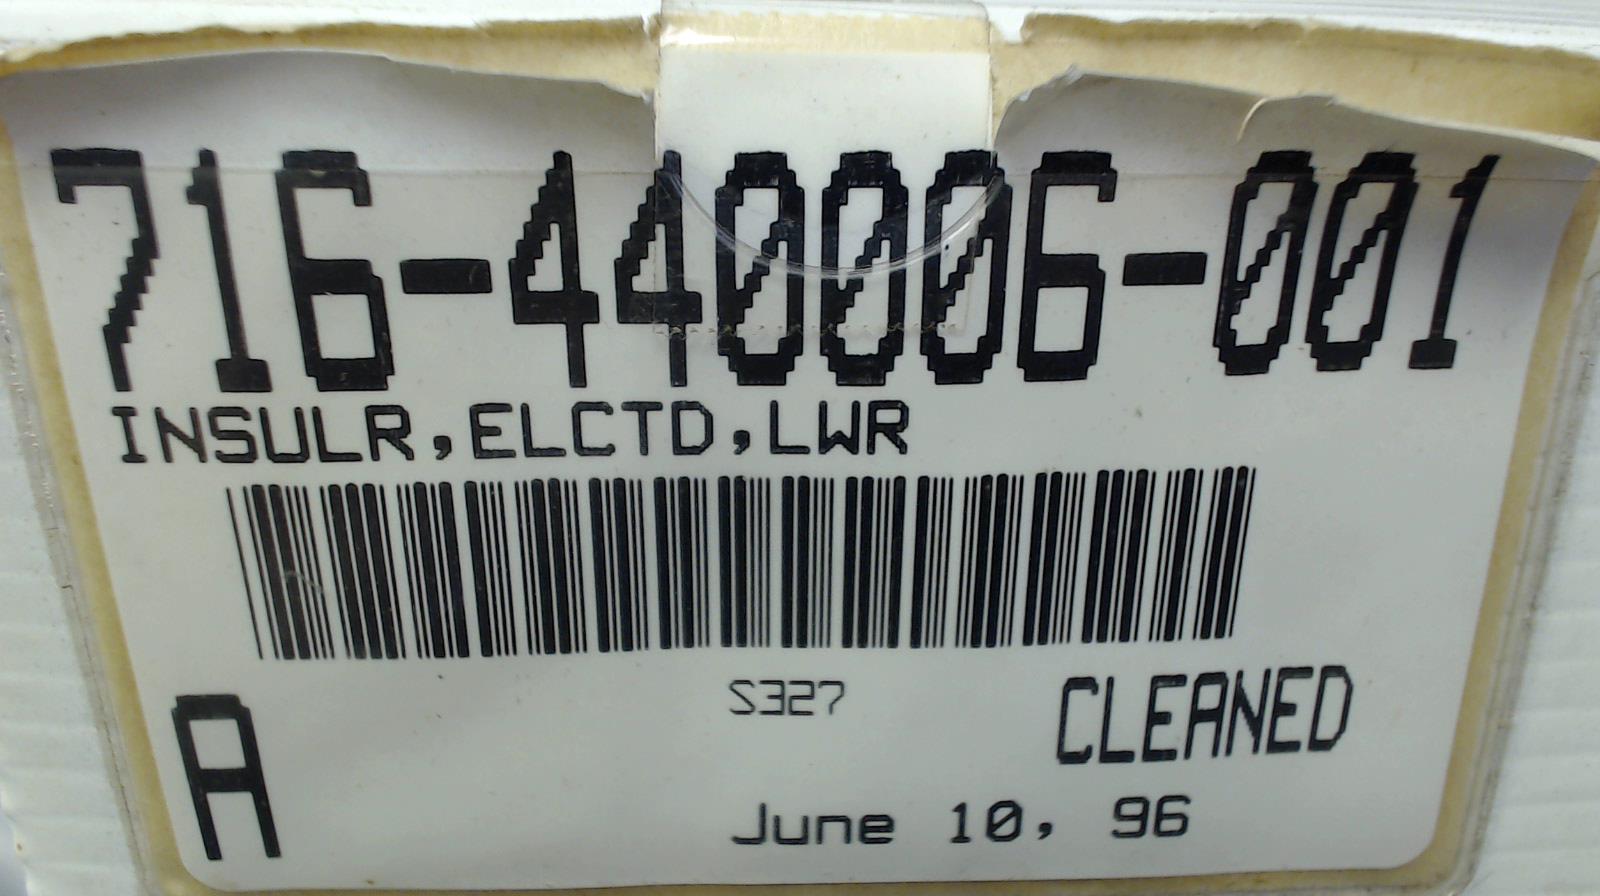 716-440006-001
INSULR,ELCTD,LWR
S327
CLEANED
A
June 10, 96